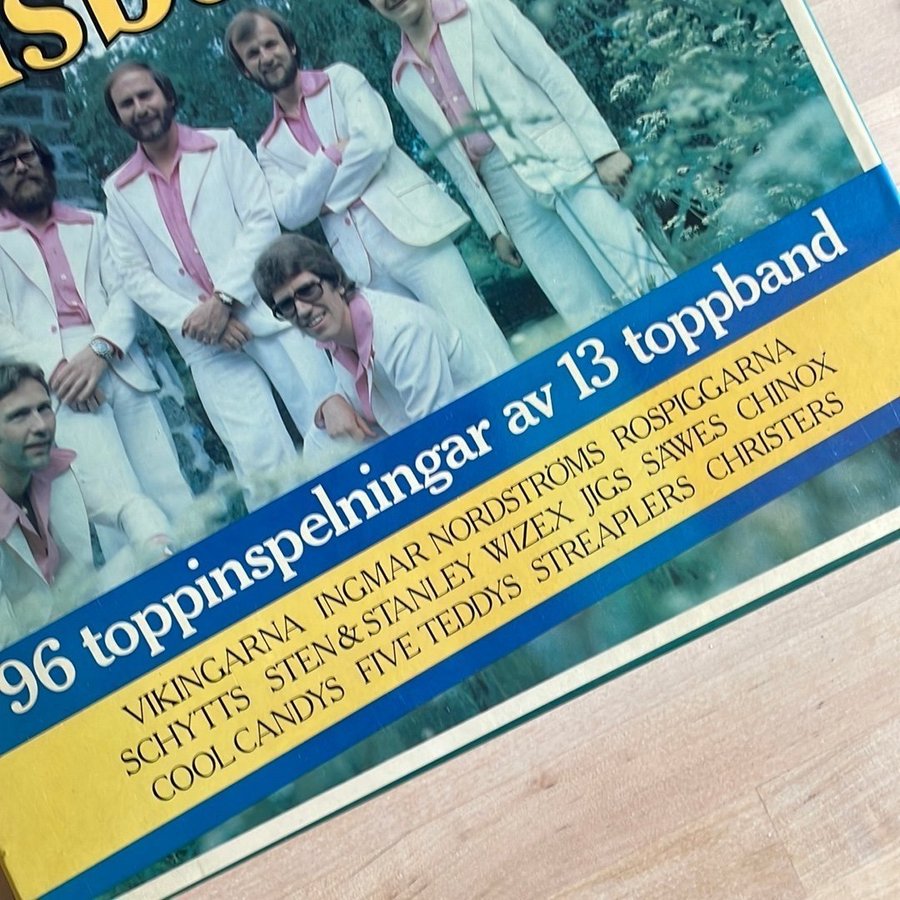 96 toppinspelningar av 13 toppband
VIKINGARNA INGMAR NORDSTRÖMS ROSPIGGARNA
SCHYTTS STEN & STANLEY WIZEX JIGS SÄWES CHINOX
COOL CANDYS FIVE TEDDYS STREAPLERS CHRISTERS